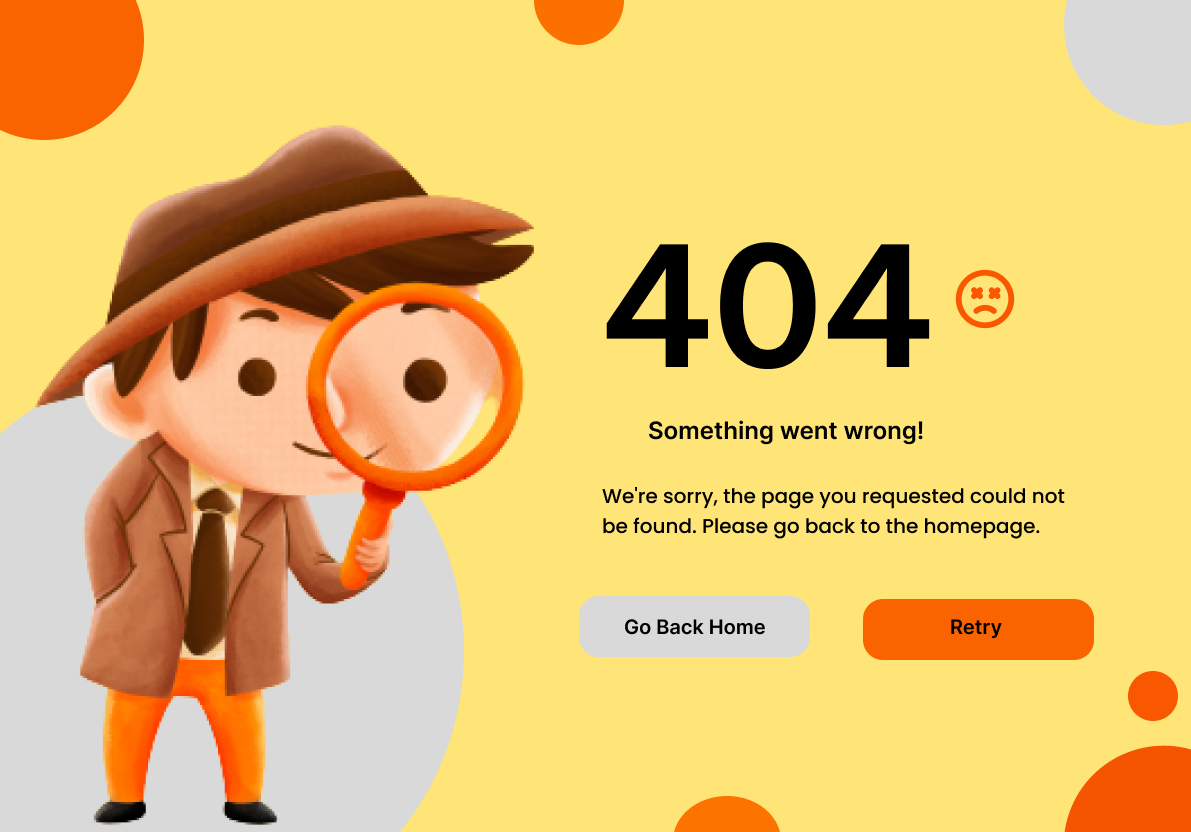 404
Something went wrong!
We're sorry, the page you requested could not
be found. Please go back to the homepage.
Go Back Home
Retry